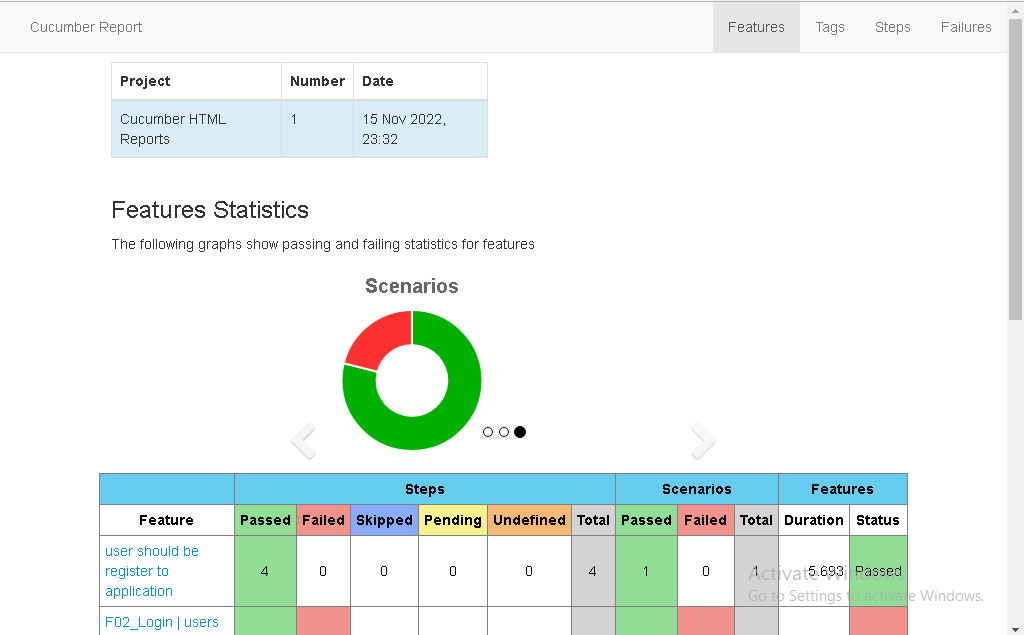 Cucumber Report Features Tags Steps Failures
Project Number Date
Cucumber HTML Reports 1 15 Nov 2022, 23:32
Features Statistics
The following graphs show passing and failing statistics for features
Scenarios
Steps Scenarios Features
Feature Passed Failed Skipped Pending Undefined Total Passed Failed Total Duration Status
user should be register to application 4 0 0 0 0 4 1 0 1 5.693 Passed
Activate Windows
Go to Settings to activate Windows.
F02_Login | users